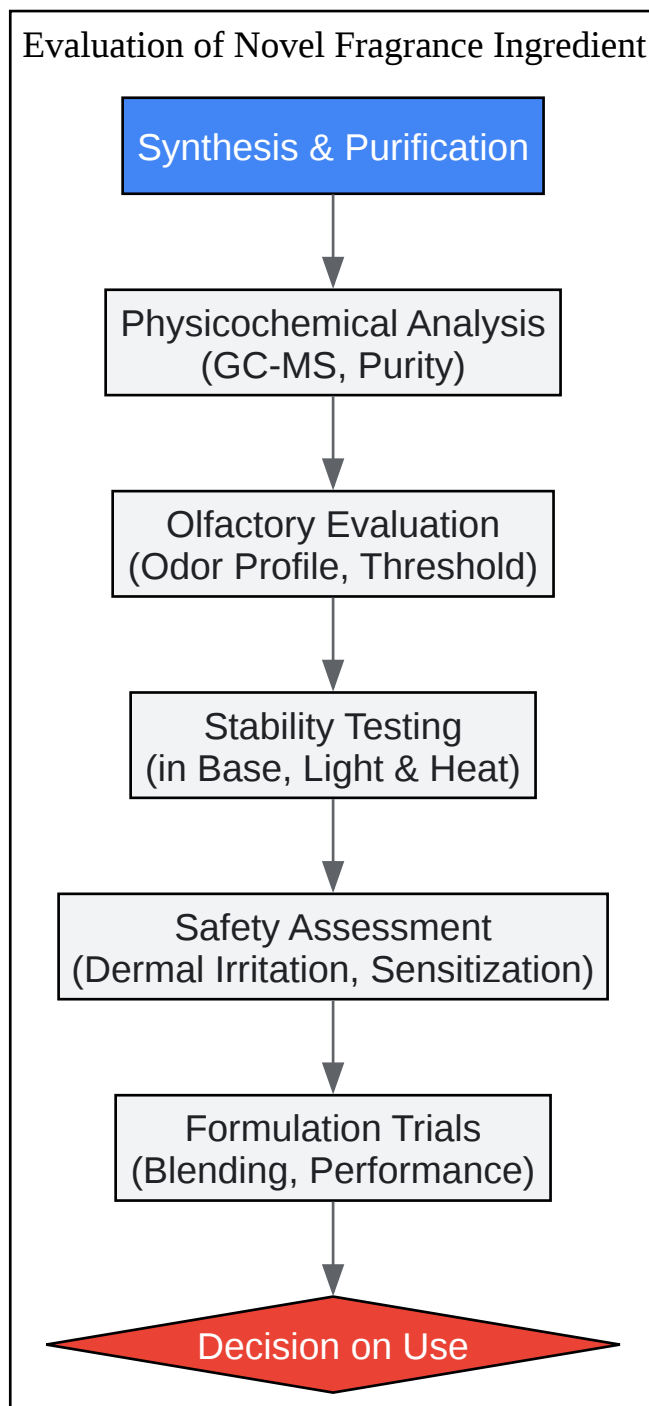 Evaluation of Novel Fragrance Ingredient
Synthesis & Purification
Physicochemical Analysis
(GC-MS, Purity)
Olfactory Evaluation
(Odor Profile, Threshold)
Stability Testing
(in Base, Light & Heat)
Safety Assessment
(Dermal Irritation, Sensitization)
Formulation Trials
(Blending, Performance)
Decision on Use